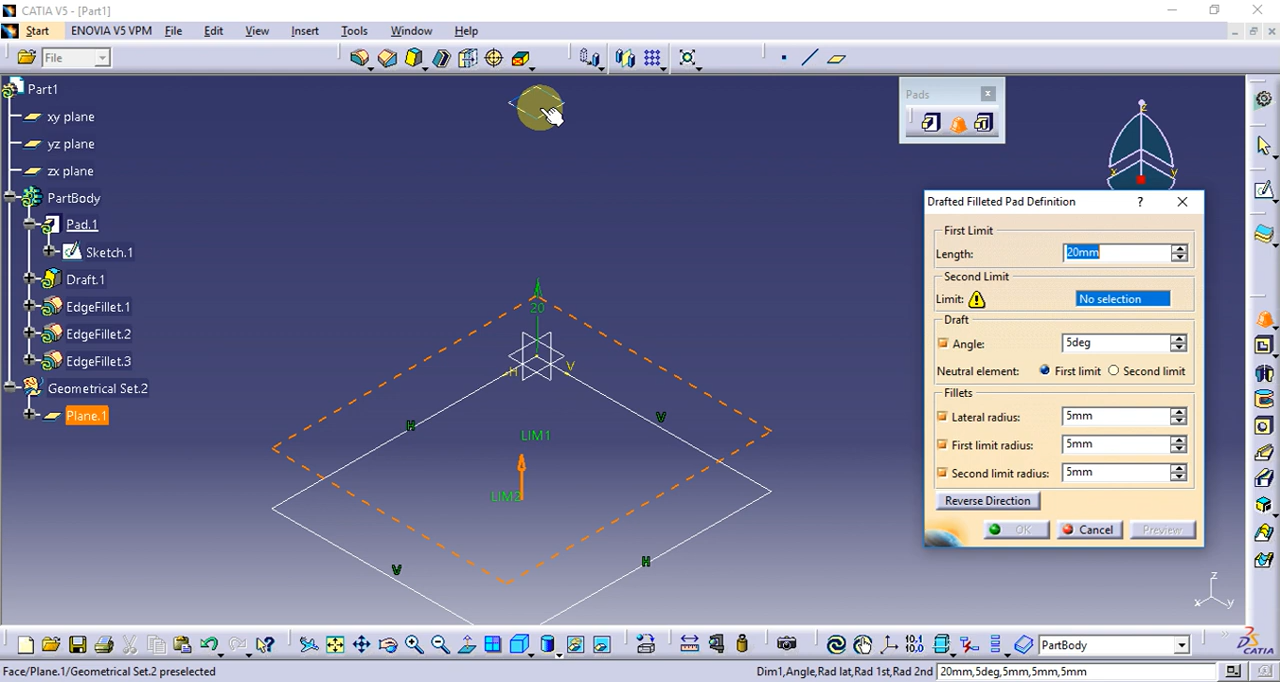 CATIA V5 - [Part1]
Start ENOVIA V5 VPM File Edit View Insert Tools Window Help
File
Part1
xy plane
yz plane
zx plane
PartBody
Pad.1
Sketch.1
Draft.1
EdgeFillet.1
EdgeFillet.2
EdgeFillet.3
Geometrical Set.2
Plane.1
20
H
V
H
V
LIM1
LIM2
V
H
Pads
z
x
y
Drafted Filleted Pad Definition ?
First Limit
Length: 20mm
Second Limit
Limit: No selection
Draft
Angle: 5deg
Neutral element: First limit Second limit
Fillets
Lateral radius: 5mm
First limit radius: 5mm
Second limit radius: 5mm
Reverse Direction
OK Cancel Preview
z
x
y
10.1
10.0
PartBody
CATIA
Face/Plane.1/Geometrical Set.2 preselected
Dim1,Angle,Rad lat,Rad 1st,Rad 2nd 20mm,5deg,5mm,5mm,5mm